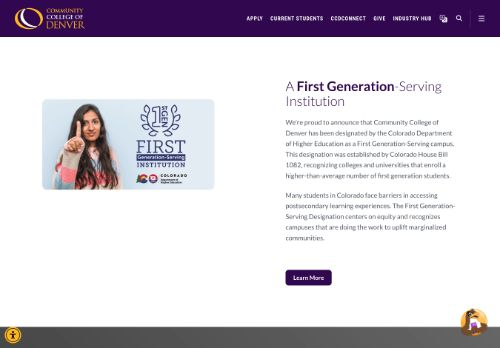 COMMUNITY
COLLEGE OF
DENVER
APPLY CURRENT STUDENTS CCDCONNECT GIVE INDUSTRY HUB
1ST GEN
FIRST
Generation-Serving
INSTITUTION
COLORADO
Department of
Higher Education
A First Generation-Serving
Institution
We're proud to announce that Community College of
Denver has been designated by the Colorado Department
of Higher Education as a First Generation-Serving campus.
This designation was established by Colorado House Bill
1082, recognizing colleges and universities that enroll a
higher-than-average number of first generation students.
Many students in Colorado face barriers in accessing
postsecondary learning experiences. The First Generation-
Serving Designation centers on equity and recognizes
campuses that are doing the work to uplift marginalized
communities.
Learn More